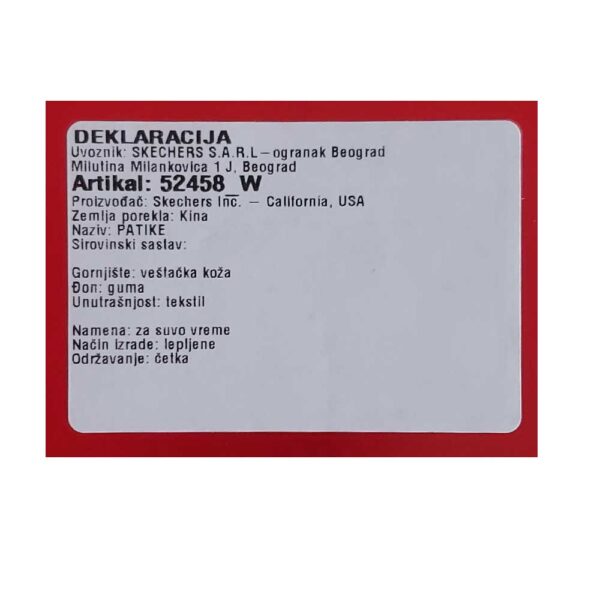 DEKLARACIJA
Uvoznik: SKECHERS S.A.R.L – ogranak Beograd
Milutina Milankovica 1 J, Beograd
Artikal: 52458_W
Proizvođač: Skechers Inc. – California, USA
Zemlja porekla: Kina
Naziv: PATIKE
Sirovinski sastav:
Gornjište: veštačka koža
Đon: guma
Unutrašnjost: tekstil
Namena: za suvo vreme
Način izrade: lepljene
Održavanje: četka